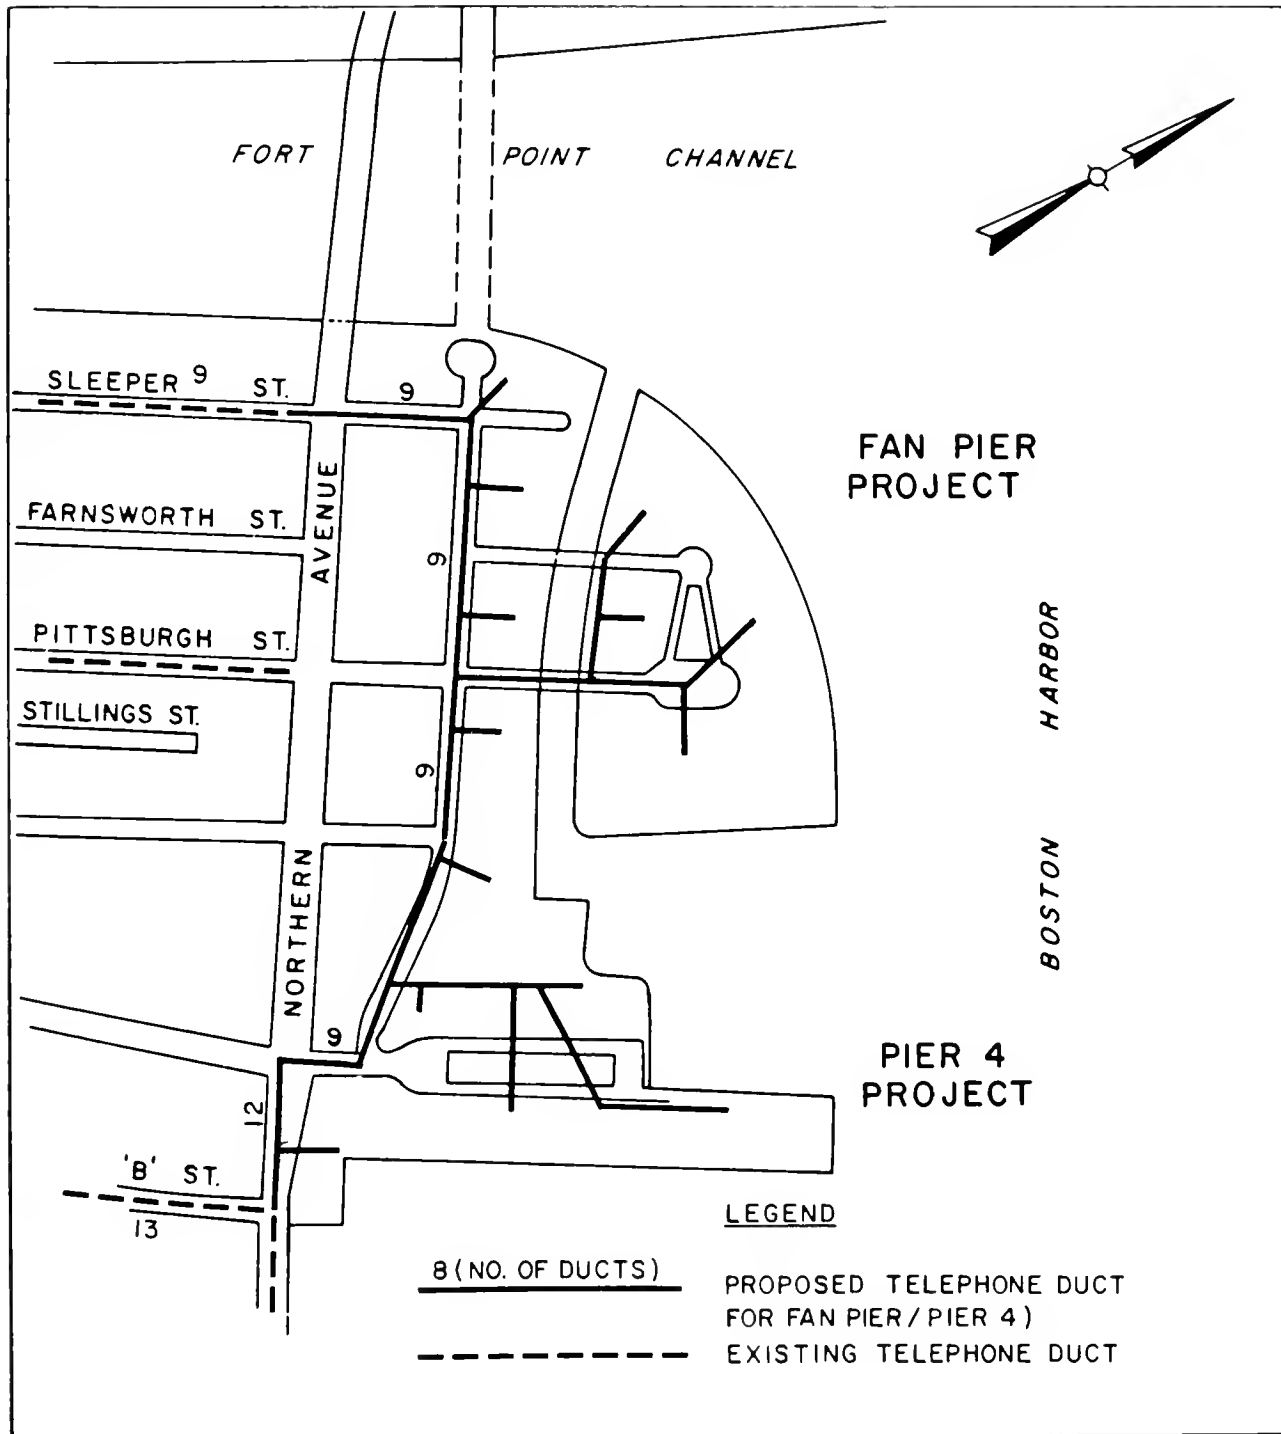 FORT POINT CHANNEL
SLEEPER 9 ST. 9
FAN PIER
PROJECT
FARNSWORTH ST.
AVENUE
9
PITTSBURGH ST.
HARBOR
STILLINGS ST.
9
BOSTON
NORTHERN
9
PIER 4
PROJECT
12
'B' ST.
13
LEGEND
8 (NO. OF DUCTS)
PROPOSED TELEPHONE DUCT
FOR FAN PIER / PIER 4)
EXISTING TELEPHONE DUCT